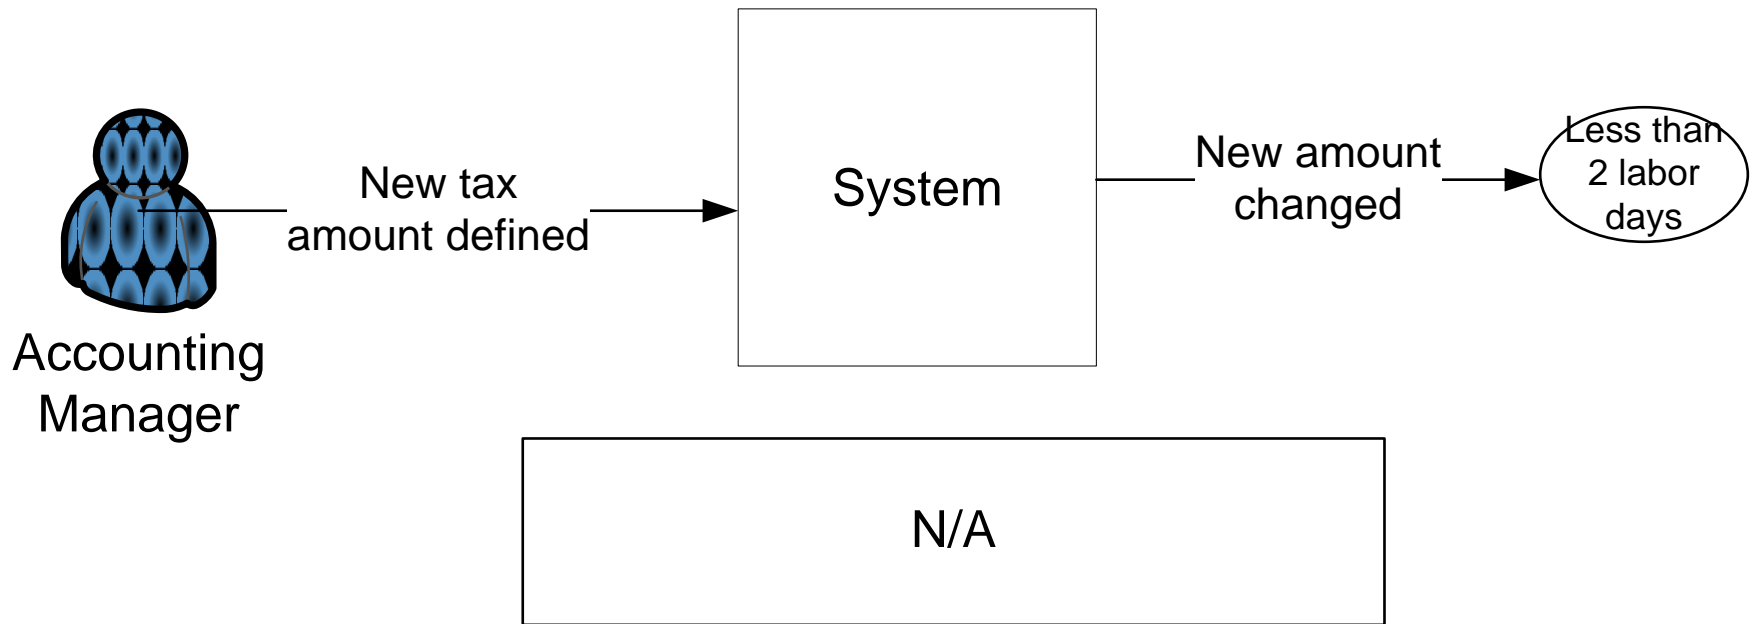 Accounting
Manager
New tax
amount defined
System
New amount
changed
Less than
2 labor
days
N/A